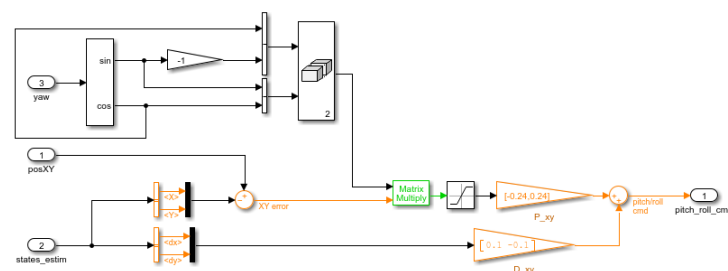 sin
-1
3
yaw
cos
2
1
posXY
Matrix
Multiply
<X>
<Y>
XY error
[-0.24,0.24]
P_xy
pitch/roll
cmd
1
pitch_roll_cm
2
states_estim
<dx>
<dy>
[0.1 -0.1]
D_xy